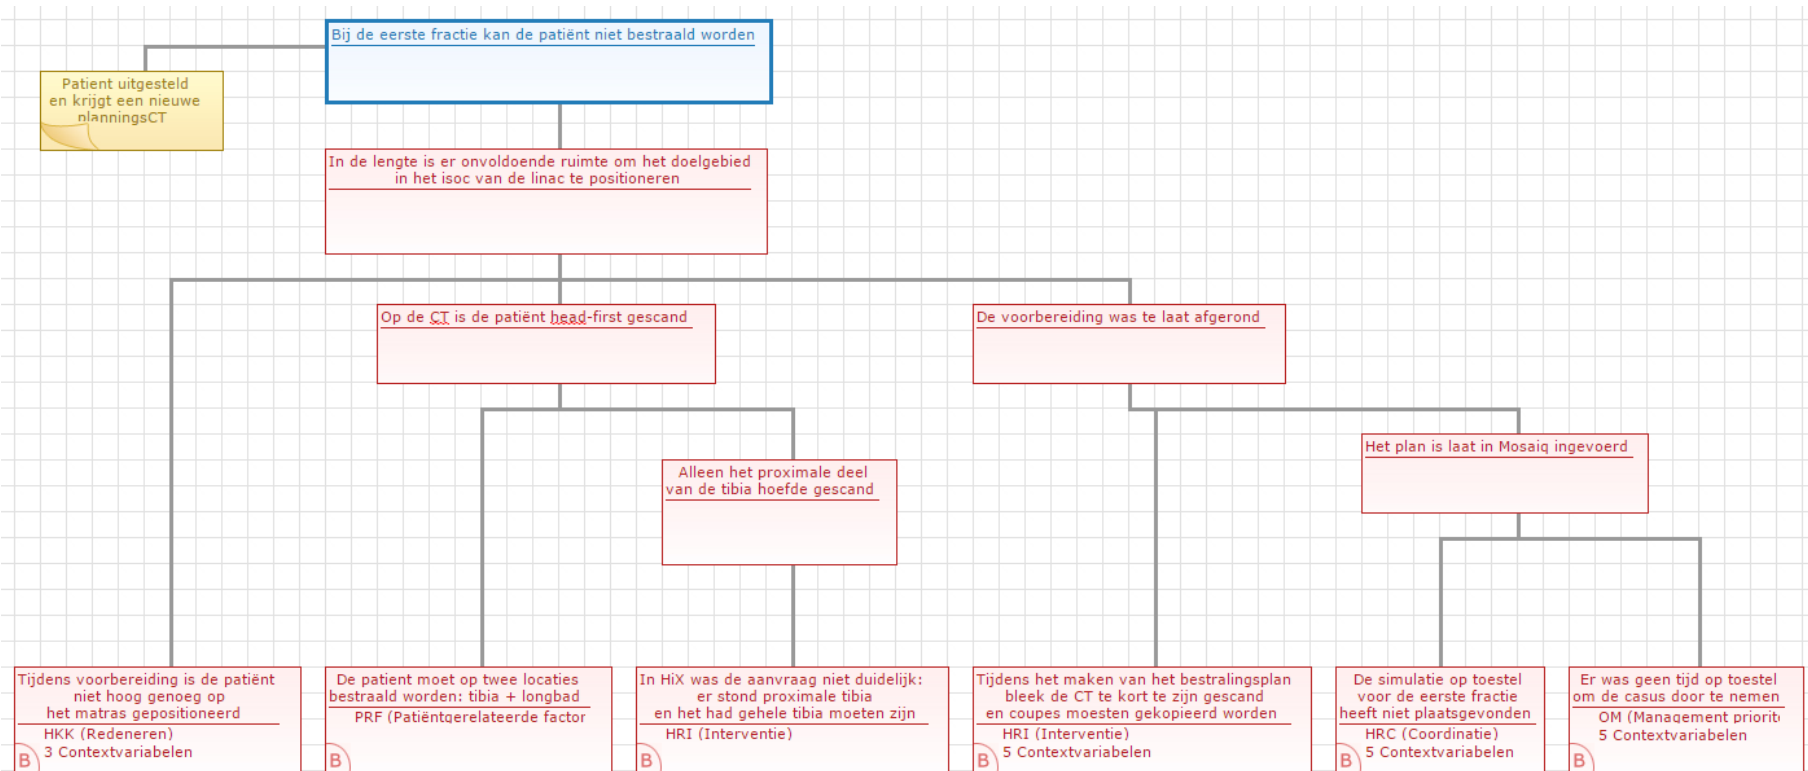 Bij de eerste fractie kan de patiënt niet bestraald worden
Patient uitgesteld
en krijgt een nieuwe
planningsCT
In de lengte is er onvoldoende ruimte om het doelgebied
in het isoc van de linac te positioneren
Op de CT is de patiënt head-first gescand
De voorbereiding was te laat afgerond
Het plan is laat in Mosaiq ingevoerd
Alleen het proximale deel
van de tibia hoefde gescand
Tijdens voorbereiding is de patiënt
niet hoog genoeg op
het matras gepositioneerd
HKK (Redeneren)
3 Contextvariabelen
B
De patient moet op twee locaties
bestraald worden: tibia + longbad
PRF (Patiëntgerelateerde factor
B
In HiX was de aanvraag niet duidelijk:
er stond proximale tibia
en het had gehele tibia moeten zijn
HRI (Interventie)
B
Tijdens het maken van het bestralingsplan
bleek de CT te kort te zijn gescand
en coupes moesten gekopieerd worden
HRI (Interventie)
5 Contextvariabelen
B
De simulatie op toestel
voor de eerste fractie
heeft niet plaatsgevonden
HRC (Coordinatie)
5 Contextvariabelen
B
Er was geen tijd op toestel
om de casus door te nemen
OM (Management priorite
5 Contextvariabelen
B